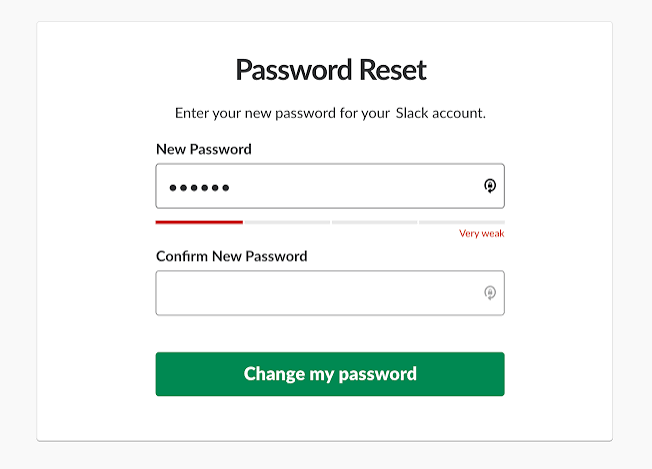 Password Reset
Enter your new password for your Slack account.
New Password
••••••
Very weak
Confirm New Password
Change my password